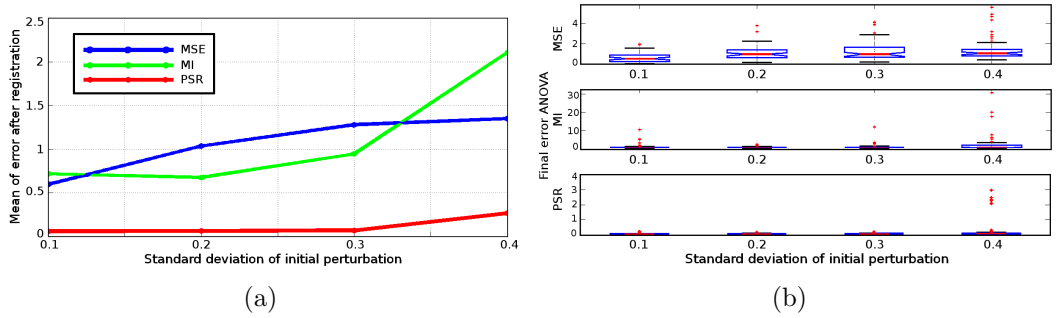 2.5
2
1.5
1
0.5
0
Mean of error after registration
MSE
MI
PSR
0.1
0.2
0.3
0.4
Standard deviation of initial perturbation
(a)
Final error ANOVA
MSE
4
2
0
0.1
0.2
0.3
0.4
MI
30
20
10
0
0.1
0.2
0.3
0.4
PSR
4
3
2
1
0
0.1
0.2
0.3
0.4
Standard deviation of initial perturbation
(b)